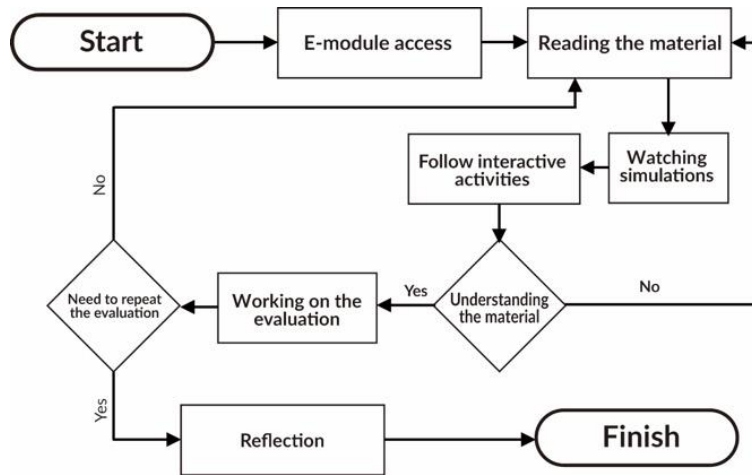 Start
E-module access
Reading the material
Watching
simulations
Follow interactive
activities
No
Understanding
the material
Yes
No
Working on the
evaluation
Need to repeat
the evaluation
Yes
Reflection
Finish